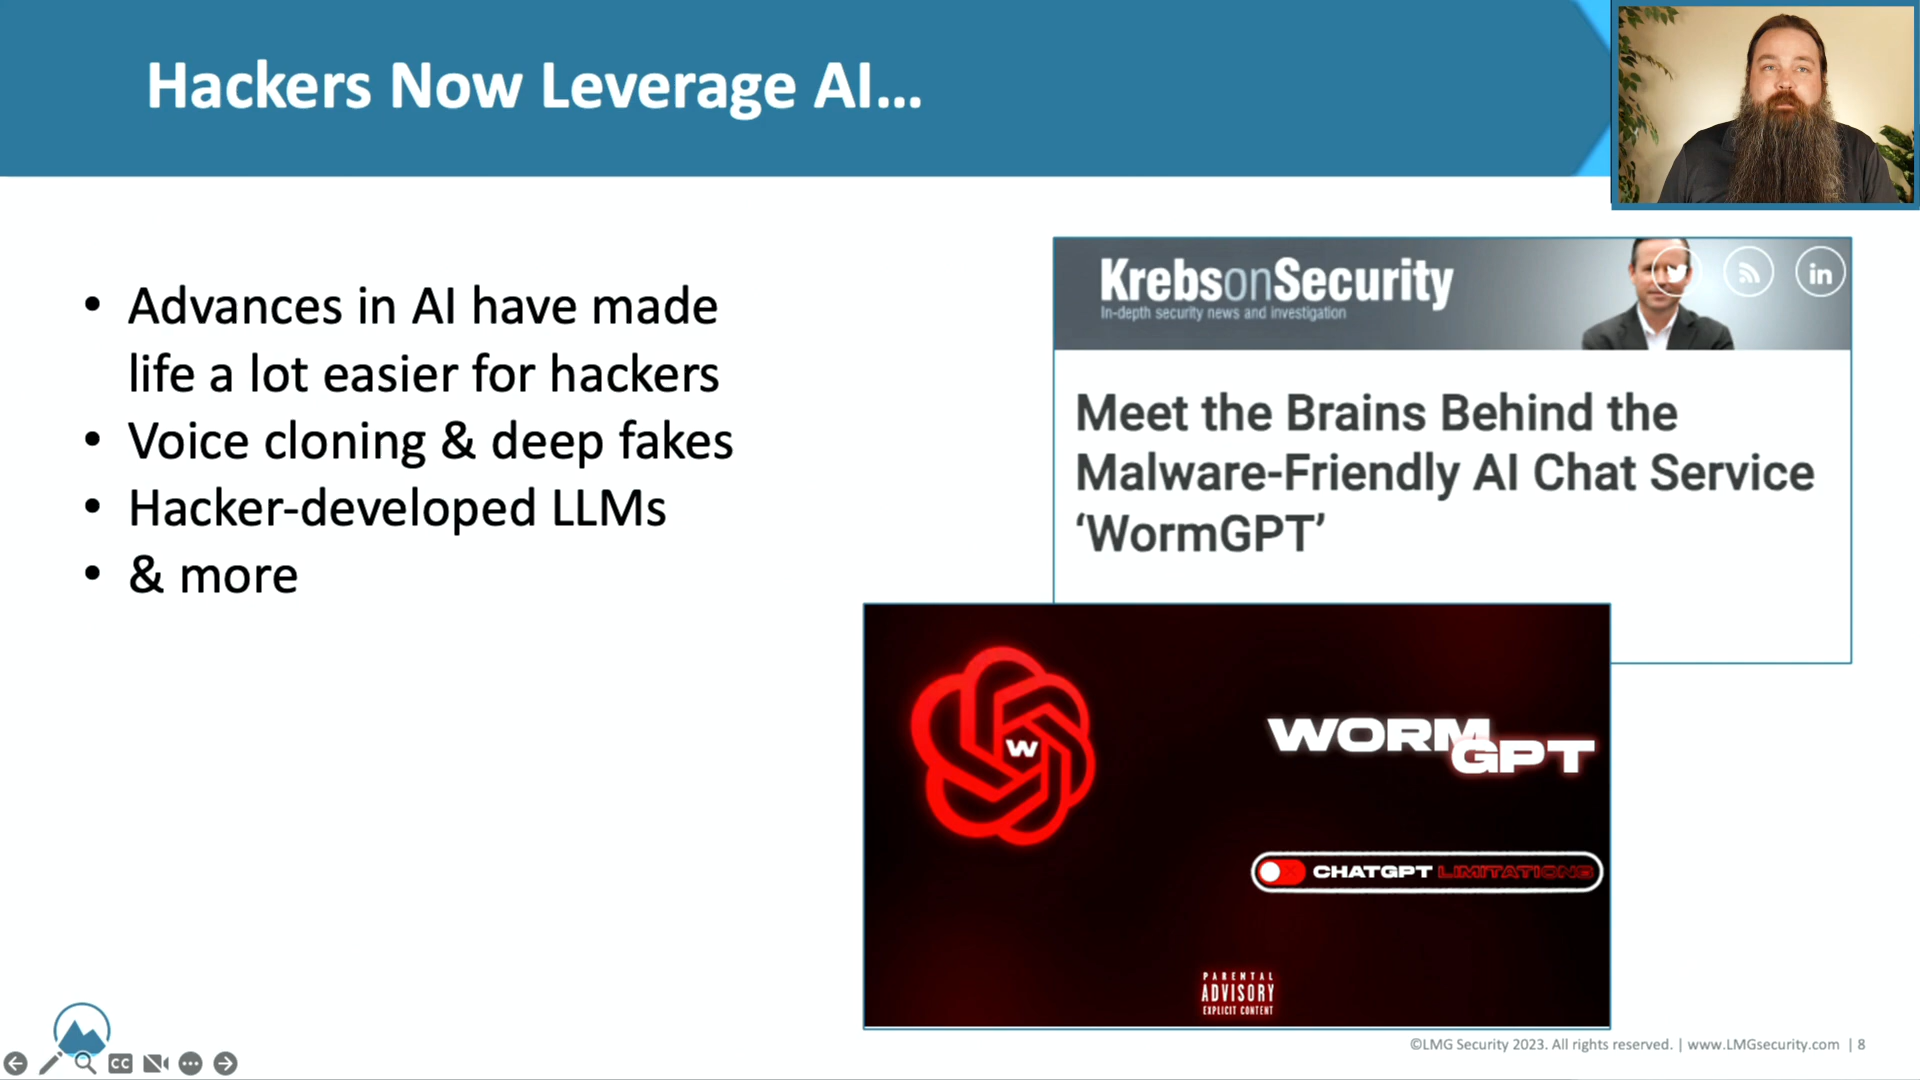 Hackers Now Leverage AI...
• Advances in AI have made
life a lot easier for hackers
• Voice cloning & deep fakes
• Hacker-developed LLMs
• & more
KrebsonSecurity
In-depth security news and investigation
in
Meet the Brains Behind the
Malware-Friendly AI Chat Service
‘WormGPT’
W
WORM
GPT
CHATGPT LIMITATIONS
PARENTAL
ADVISORY
EXPLICIT CONTENT
CC
©LMG Security 2023. All rights reserved. | www.LMGsecurity.com | 8